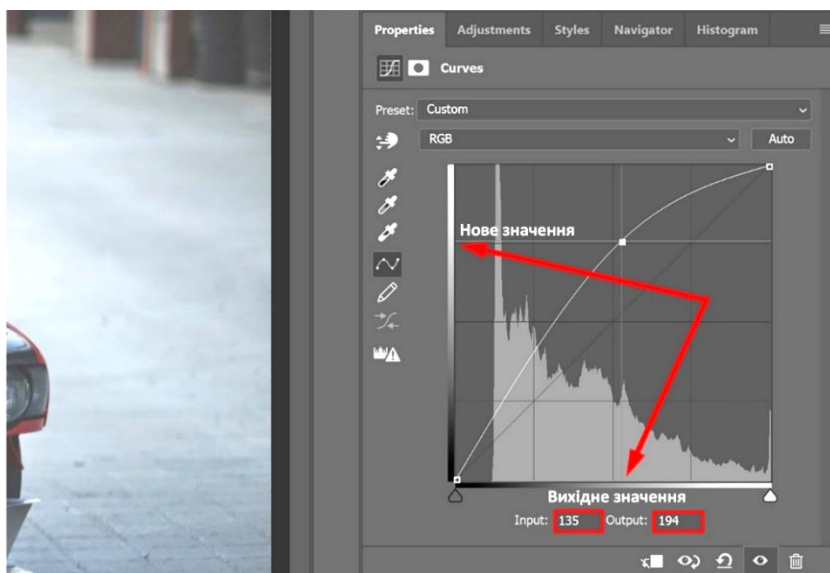 Properties Adjustments Styles Navigator Histogram
Curves
Preset: Custom
RGB Auto
Нове значення
Вихідне значення
Input: 135 Output: 194